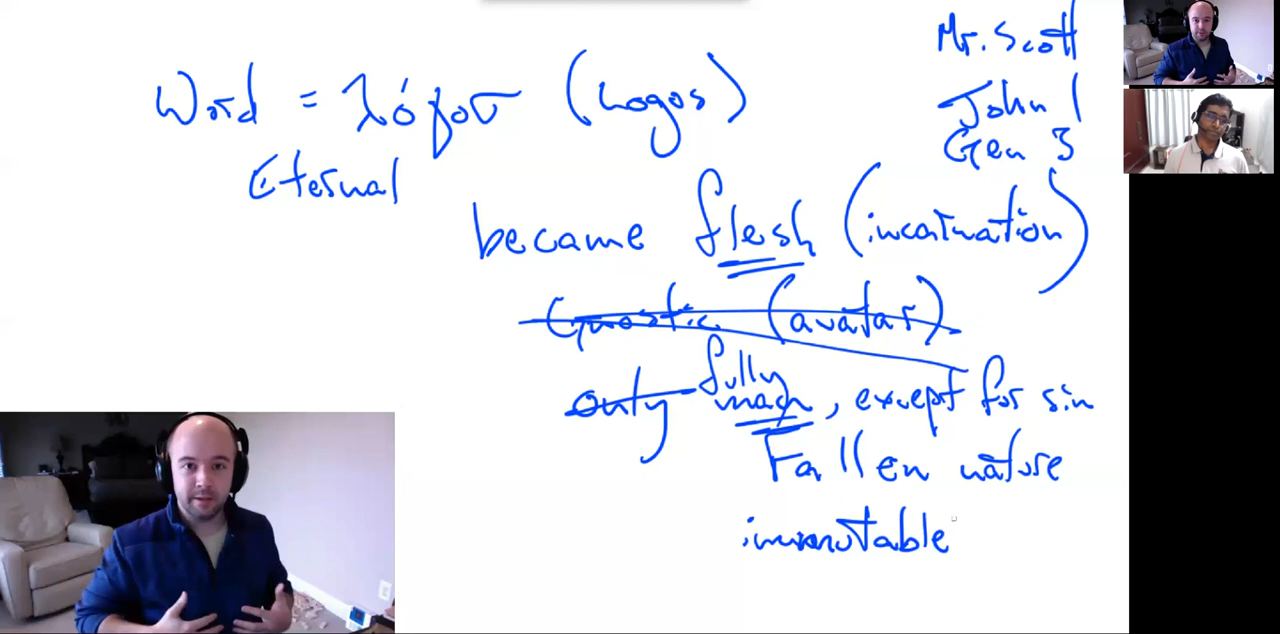 Mr. Scott
John 1
Gen 3
Word = λόγοσ (Logos)
Eternal
became flesh (incarnation)
Gnostic (avatar)
only fully man, except for sin
Fallen nature
immutable